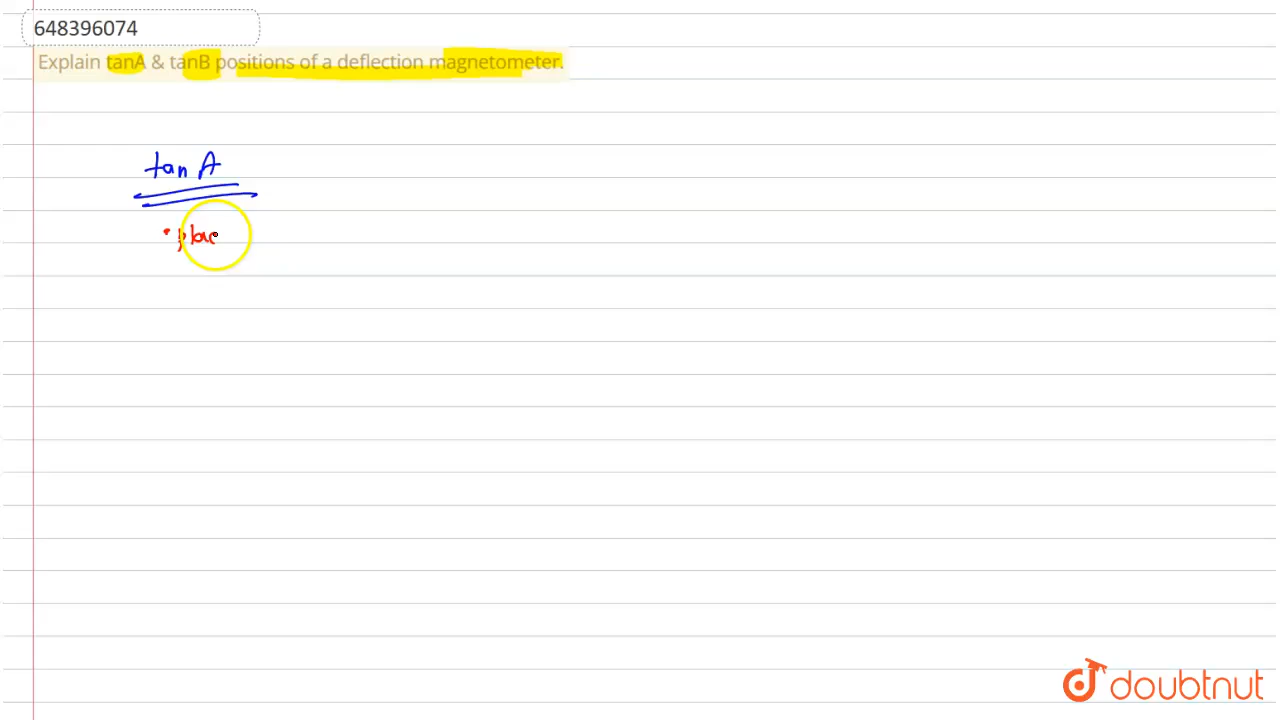 648396074
Explain tanA & tanB positions of a deflection magnetometer.
tan A
doubtnut